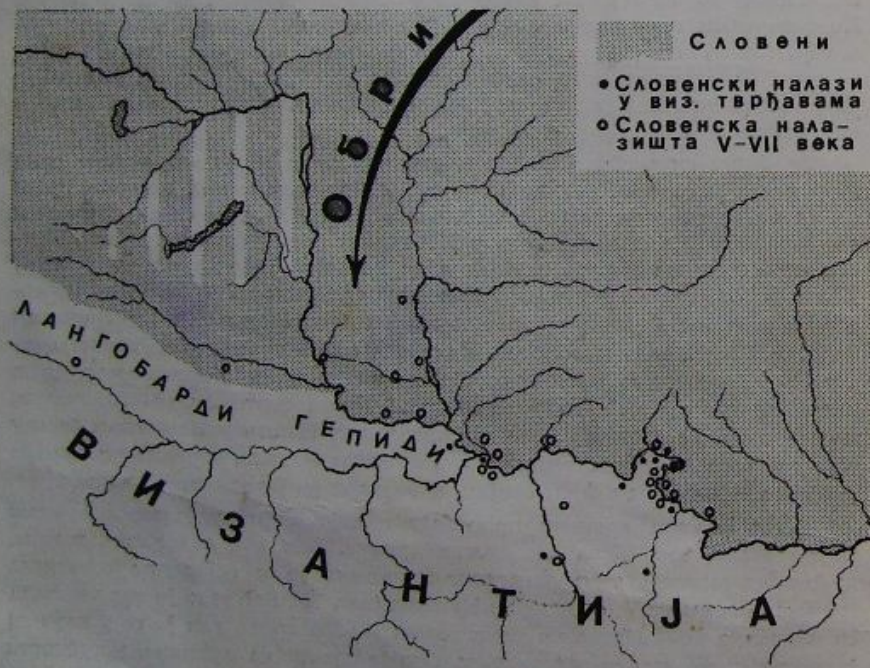 Словени
Словенски налази
у виз. тврђавама
Словенска нала-
зишта V-VII века
Обри
ЛАНГОБАРДИ ГЕПИДИ
ВИЗАНТИЈА